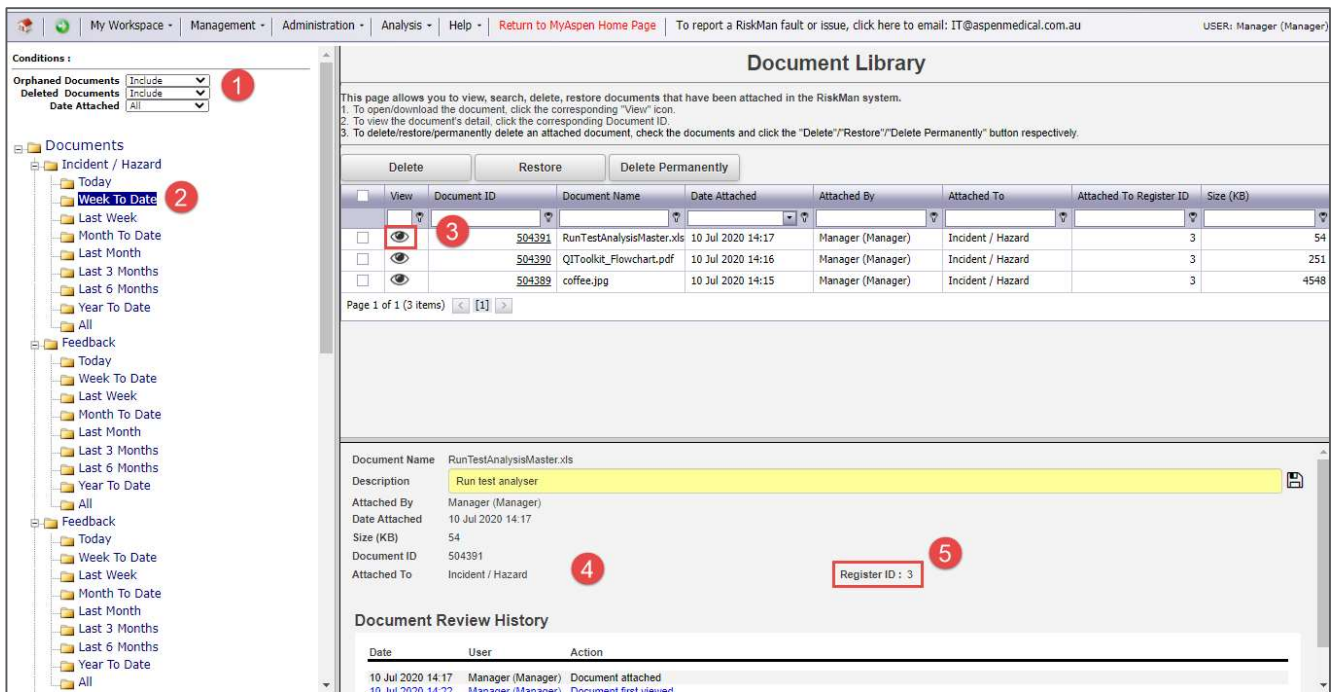 My Workspace - Management - Administration - Analysis - Help - Return to MyAspen Home Page To report a RiskMan fault or issue, click here to email: IT@aspenmedical.com.au USER: Manager (Manager)
Conditions :
Orphaned Documents Include
Deleted Documents Include
Date Attached All
1
Documents
Incident / Hazard
Today
Week To Date
2
Last Week
Month To Date
Last Month
Last 3 Months
Last 6 Months
Year To Date
All
Feedback
Today
Week To Date
Last Week
Month To Date
Last Month
Last 3 Months
Last 6 Months
Year To Date
All
Feedback
Today
Week To Date
Last Week
Month To Date
Last Month
Last 3 Months
Last 6 Months
Year To Date
All
Document Library
This page allows you to view, search, delete, restore documents that have been attached in the RiskMan system.
1. To open/download the document, click the corresponding "View" icon.
2. To view the document's detail, click the corresponding Document ID.
3. To delete/restore/permanently delete an attached document, check the documents and click the "Delete"/"Restore"/"Delete Permanently" button respectively.
Delete Restore Delete Permanently
View Document ID Document Name Date Attached Attached By Attached To Attached To Register ID Size (KB)
3
504391 RunTestAnalysisMaster.xls 10 Jul 2020 14:17 Manager (Manager) Incident / Hazard 3 54
504390 QIToolkit_Flowchart.pdf 10 Jul 2020 14:16 Manager (Manager) Incident / Hazard 3 251
504389 coffee.jpg 10 Jul 2020 14:15 Manager (Manager) Incident / Hazard 3 4548
Page 1 of 1 (3 items) < [1] >
Document Name RunTestAnalysisMaster.xls
Description Run test analyser
Attached By Manager (Manager)
Date Attached 10 Jul 2020 14:17
Size (KB) 54
Document ID 504391
Attached To Incident / Hazard
4
5
Register ID : 3
Document Review History
Date User Action
10 Jul 2020 14:17 Manager (Manager) Document attached
10 Jul 2020 14:22 Manager (Manager) Document first viewed